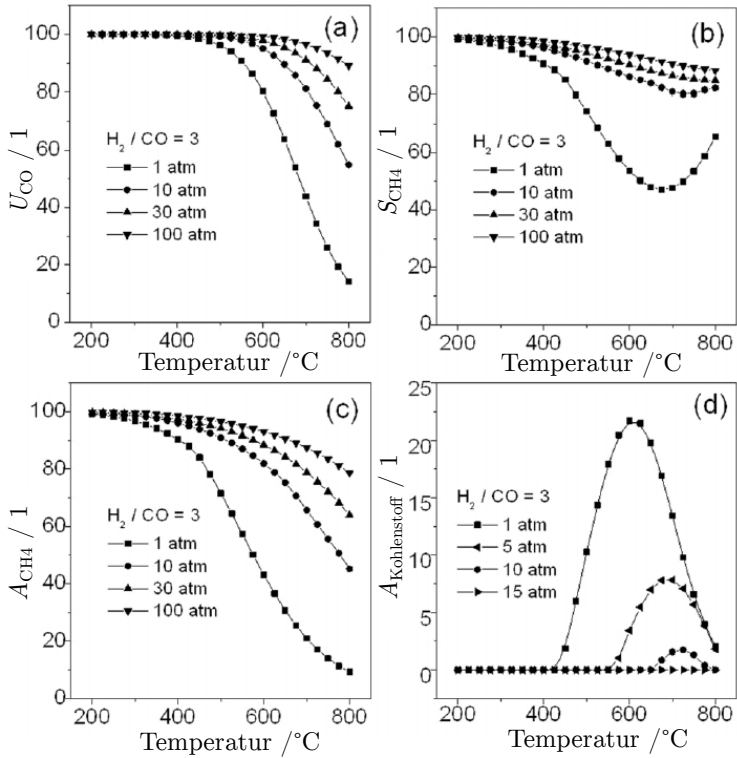 (a)
U_CO / 1
100
80
60
40
20
0
H₂ / CO = 3
1 atm
10 atm
30 atm
100 atm
200 400 600 800
Temperatur /°C
(b)
S_CH4 / 1
100
80
60
40
20
0
H₂ / CO = 3
1 atm
10 atm
30 atm
100 atm
200 400 600 800
Temperatur /°C
(c)
A_CH4 / 1
100
80
60
40
20
0
H₂ / CO = 3
1 atm
10 atm
30 atm
100 atm
200 400 600 800
Temperatur /°C
(d)
A_Kohlenstoff / 1
25
20
15
10
5
0
H₂ / CO = 3
1 atm
5 atm
10 atm
15 atm
200 400 600 800
Temperatur /°C